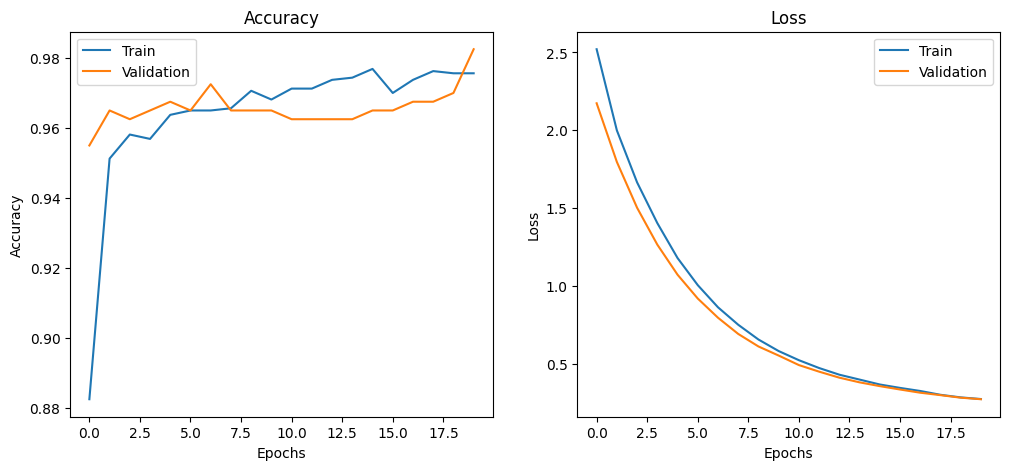 Accuracy
Train
Validation
0.98
0.96
0.94
0.92
0.90
0.88
Accuracy
0.0 2.5 5.0 7.5 10.0 12.5 15.0 17.5
Epochs
Loss
Train
Validation
2.5
2.0
1.5
1.0
0.5
Loss
0.0 2.5 5.0 7.5 10.0 12.5 15.0 17.5
Epochs